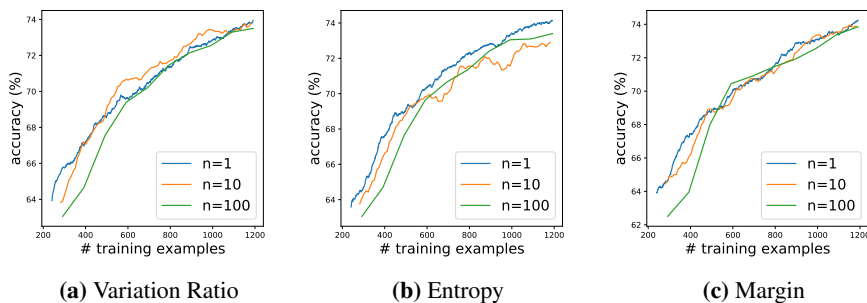 74
72
70
68
66
64
200 400 600 800 1000 1200
accuracy (%)
# training examples
n=1
n=10
n=100
(a) Variation Ratio
74
72
70
68
66
64
200 400 600 800 1000 1200
accuracy (%)
# training examples
n=1
n=10
n=100
(b) Entropy
74
72
70
68
66
64
62
200 400 600 800 1000 1200
accuracy (%)
# training examples
n=1
n=10
n=100
(c) Margin